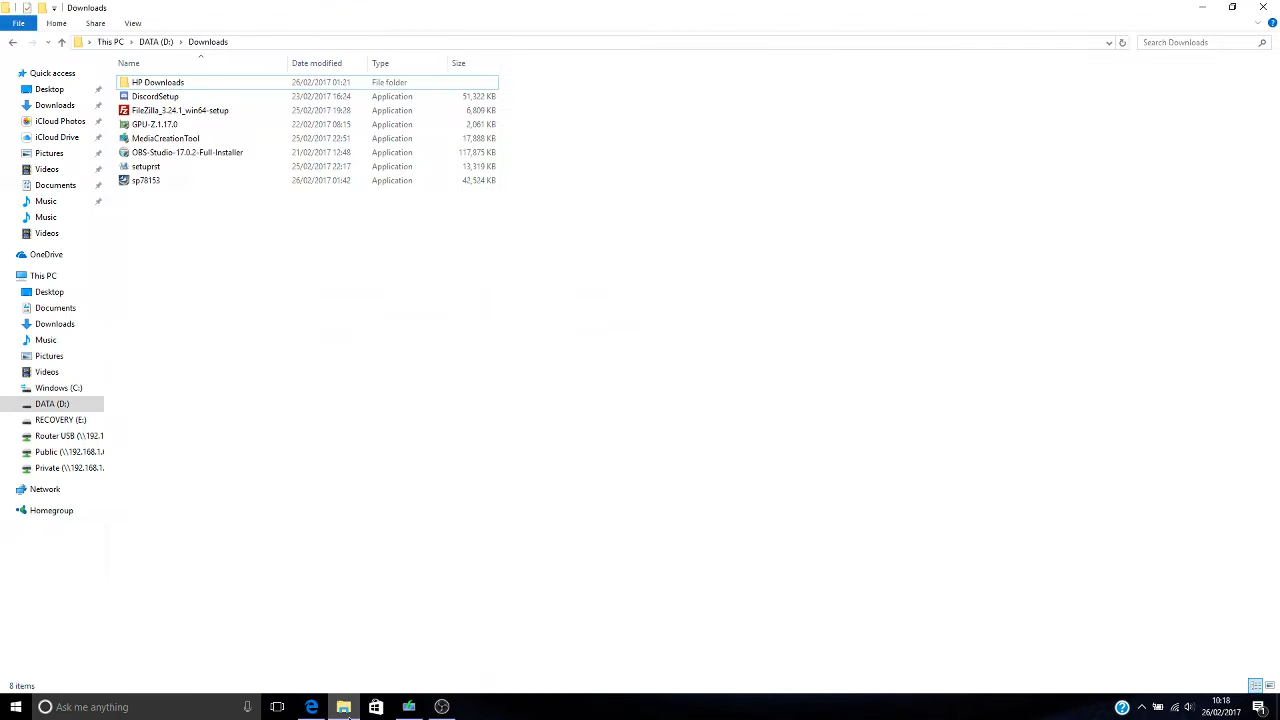 Downloads
File Home Share View
This PC DATA (D:) Downloads Search Downloads
Name Date modified Type Size
HP Downloads 26/02/2017 01:21 File folder
DiscordSetup 23/02/2017 16:24 Application 51,322 KB
FileZilla_3.24.1_win64-setup 25/02/2017 19:28 Application 6,809 KB
GPU-Z.1.17.0 22/02/2017 08:15 Application 2,061 KB
MediaCreationTool 25/02/2017 22:51 Application 17,888 KB
OBS-Studio-17.0.2-Full-Installer 21/02/2017 12:48 Application 117,875 KB
setuprst 25/02/2017 22:17 Application 13,319 KB
sp78153 26/02/2017 01:42 Application 42,524 KB
Quick access
Desktop
Downloads
iCloud Photos
iCloud Drive
Pictures
Videos
Documents
Music
Music
Videos
OneDrive
This PC
Desktop
Documents
Downloads
Music
Pictures
Videos
Windows (C:)
DATA (D:)
RECOVERY (E:)
Router USB (\\192.1
Public (\\192.168.1.
Private (\\192.168.1.
Network
Homegroup
8 items
Ask me anything
10:18
26/02/2017